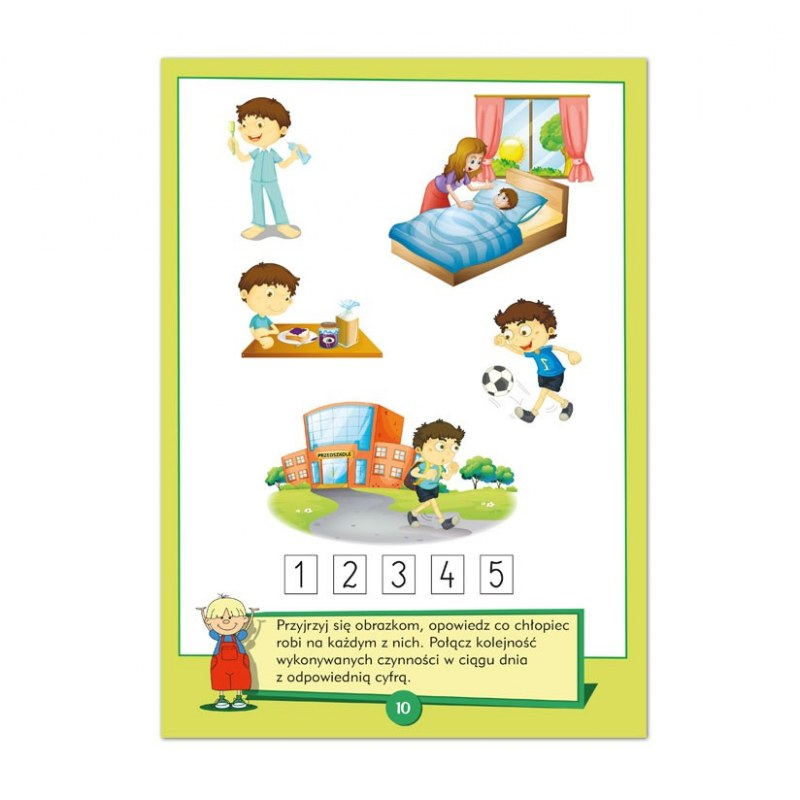 PRZEDSZKOLE
1 2 3 4 5
Przyjrzyj się obrazkom, opowiedz co chłopiec
robi na każdym z nich. Połącz kolejność
wykonywanych czynności w ciągu dnia
z odpowiednią cyfrą.
10